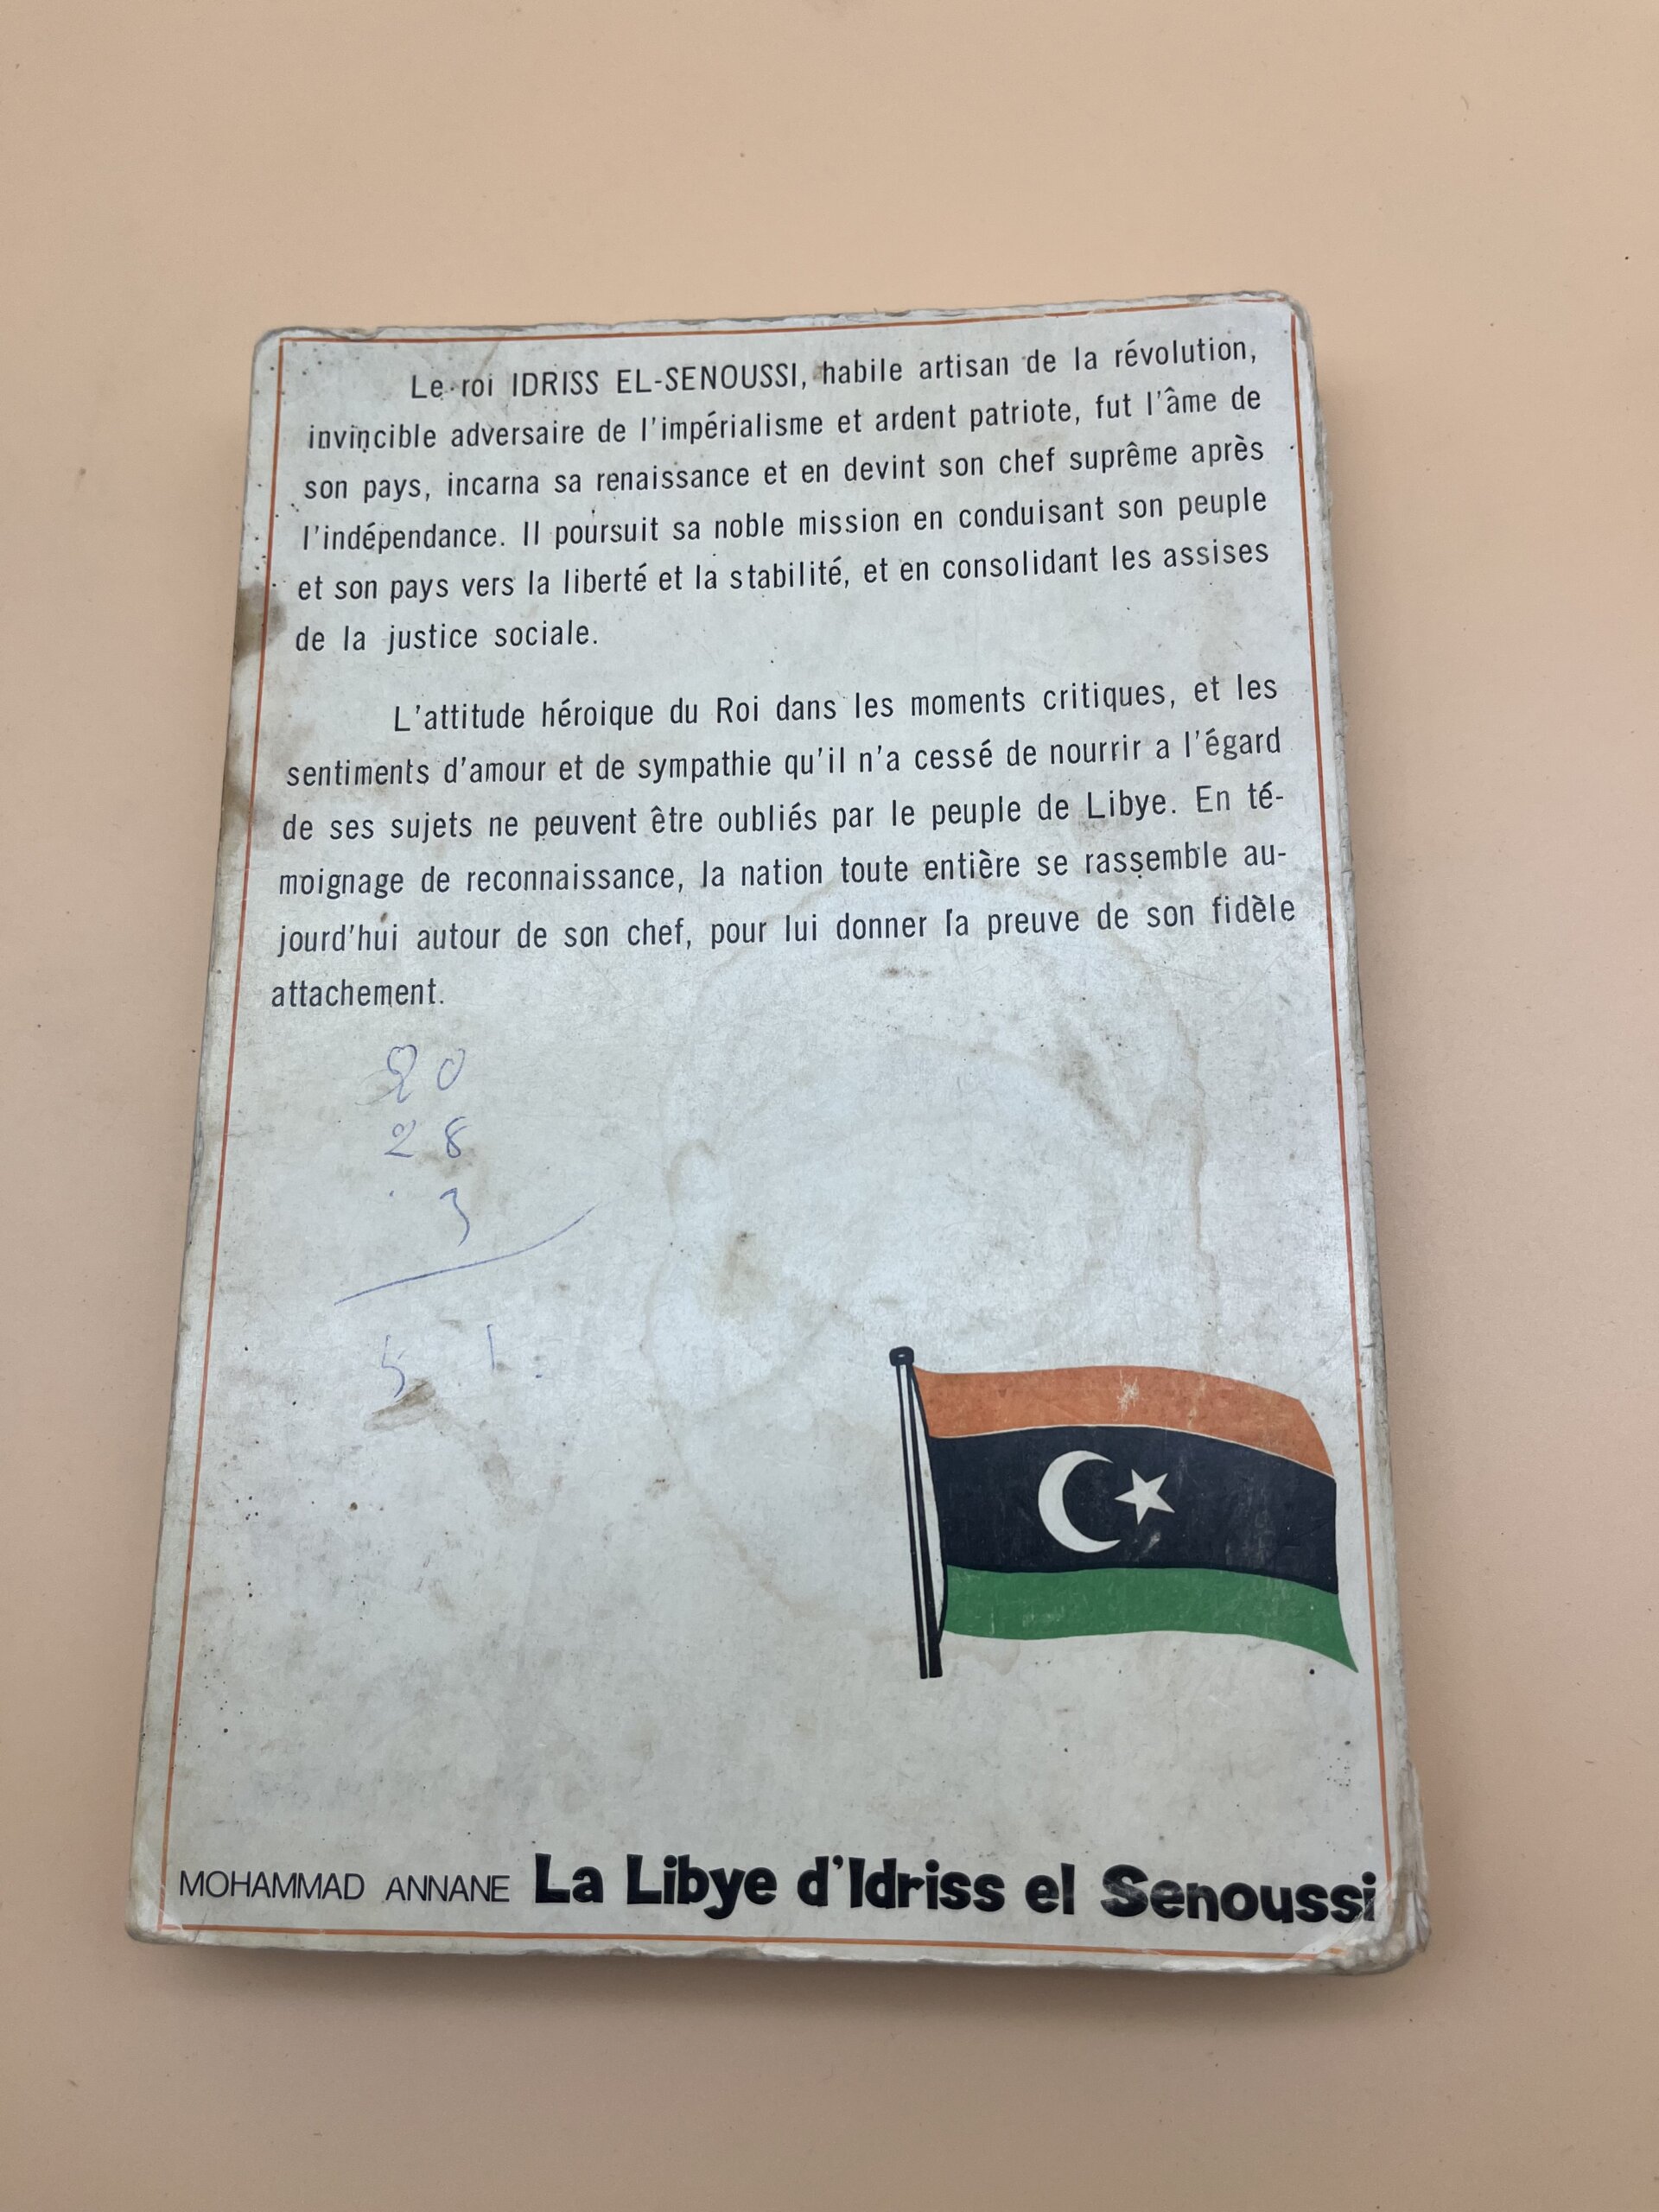 Le roi IDRISS EL-SENOUSSI, habile artisan de la révolution,
invincible adversaire de l'impérialisme et ardent patriote, fut l'âme de
son pays, incarna sa renaissance et en devint son chef suprême après
l'indépendance. Il poursuit sa noble mission en conduisant son peuple
et son pays vers la liberté et la stabilité, et en consolidant les assises
de la justice sociale.
L'attitude héroique du Roi dans les moments critiques, et les
sentiments d'amour et de sympathie qu'il n'a cessé de nourrir a l'égard
de ses sujets ne peuvent être oubliés par le peuple de Libye. En té-
moignage de reconnaissance, la nation toute entière se rassemble au-
jourd'hui autour de son chef, pour lui donner la preuve de son fidèle
attachement.
20
28
3
5 1
MOHAMMAD ANNANE La Libye d'Idriss el Senoussi